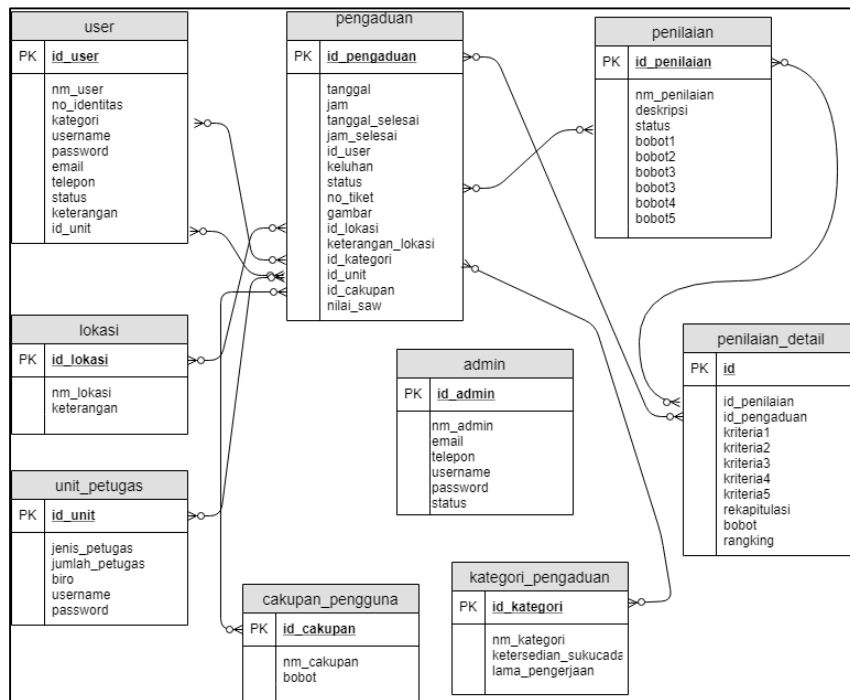 user
PK id_user
nm_user
no_identitas
kategori
username
password
email
telepon
status
keterangan
id_unit
pengaduan
PK id_pengaduan
tanggal
jam
tanggal_selesai
jam_selesai
id_user
keluhan
status
no_tiket
gambar
id_lokasi
keterangan_lokasi
id_kategori
id_unit
id_cakupan
nilai_saw
penilaian
PK id_penilaian
nm_penilaian
deskripsi
status
bobot1
bobot2
bobot3
bobot3
bobot4
bobot5
lokasi
PK id_lokasi
nm_lokasi
keterangan
admin
PK id_admin
nm_admin
email
telepon
username
password
status
penilaian_detail
PK id
id_penilaian
id_pengaduan
kriteria1
kriteria2
kriteria3
kriteria4
kriteria5
rekapitulasi
bobot
rangking
unit_petugas
PK id_unit
jenis_petugas
jumlah_petugas
biro
username
password
cakupan_pengguna
PK id_cakupan
nm_cakupan
bobot
kategori_pengaduan
PK id_kategori
nm_kategori
ketersedian_sukucada
lama_pengerjaan